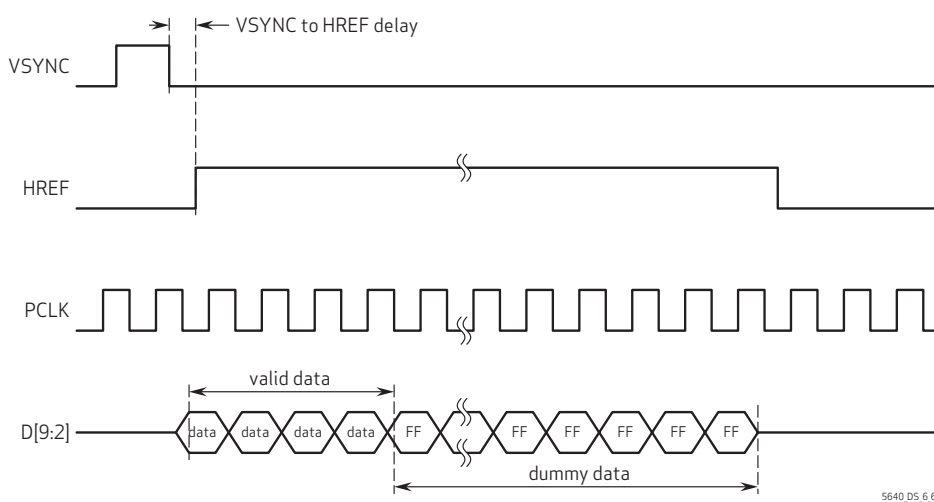 VSYNC to HREF delay
VSYNC
HREF
PCLK
valid data
D[9:2] data data data data FF FF FF FF FF FF
dummy data
5640_DS_6_6